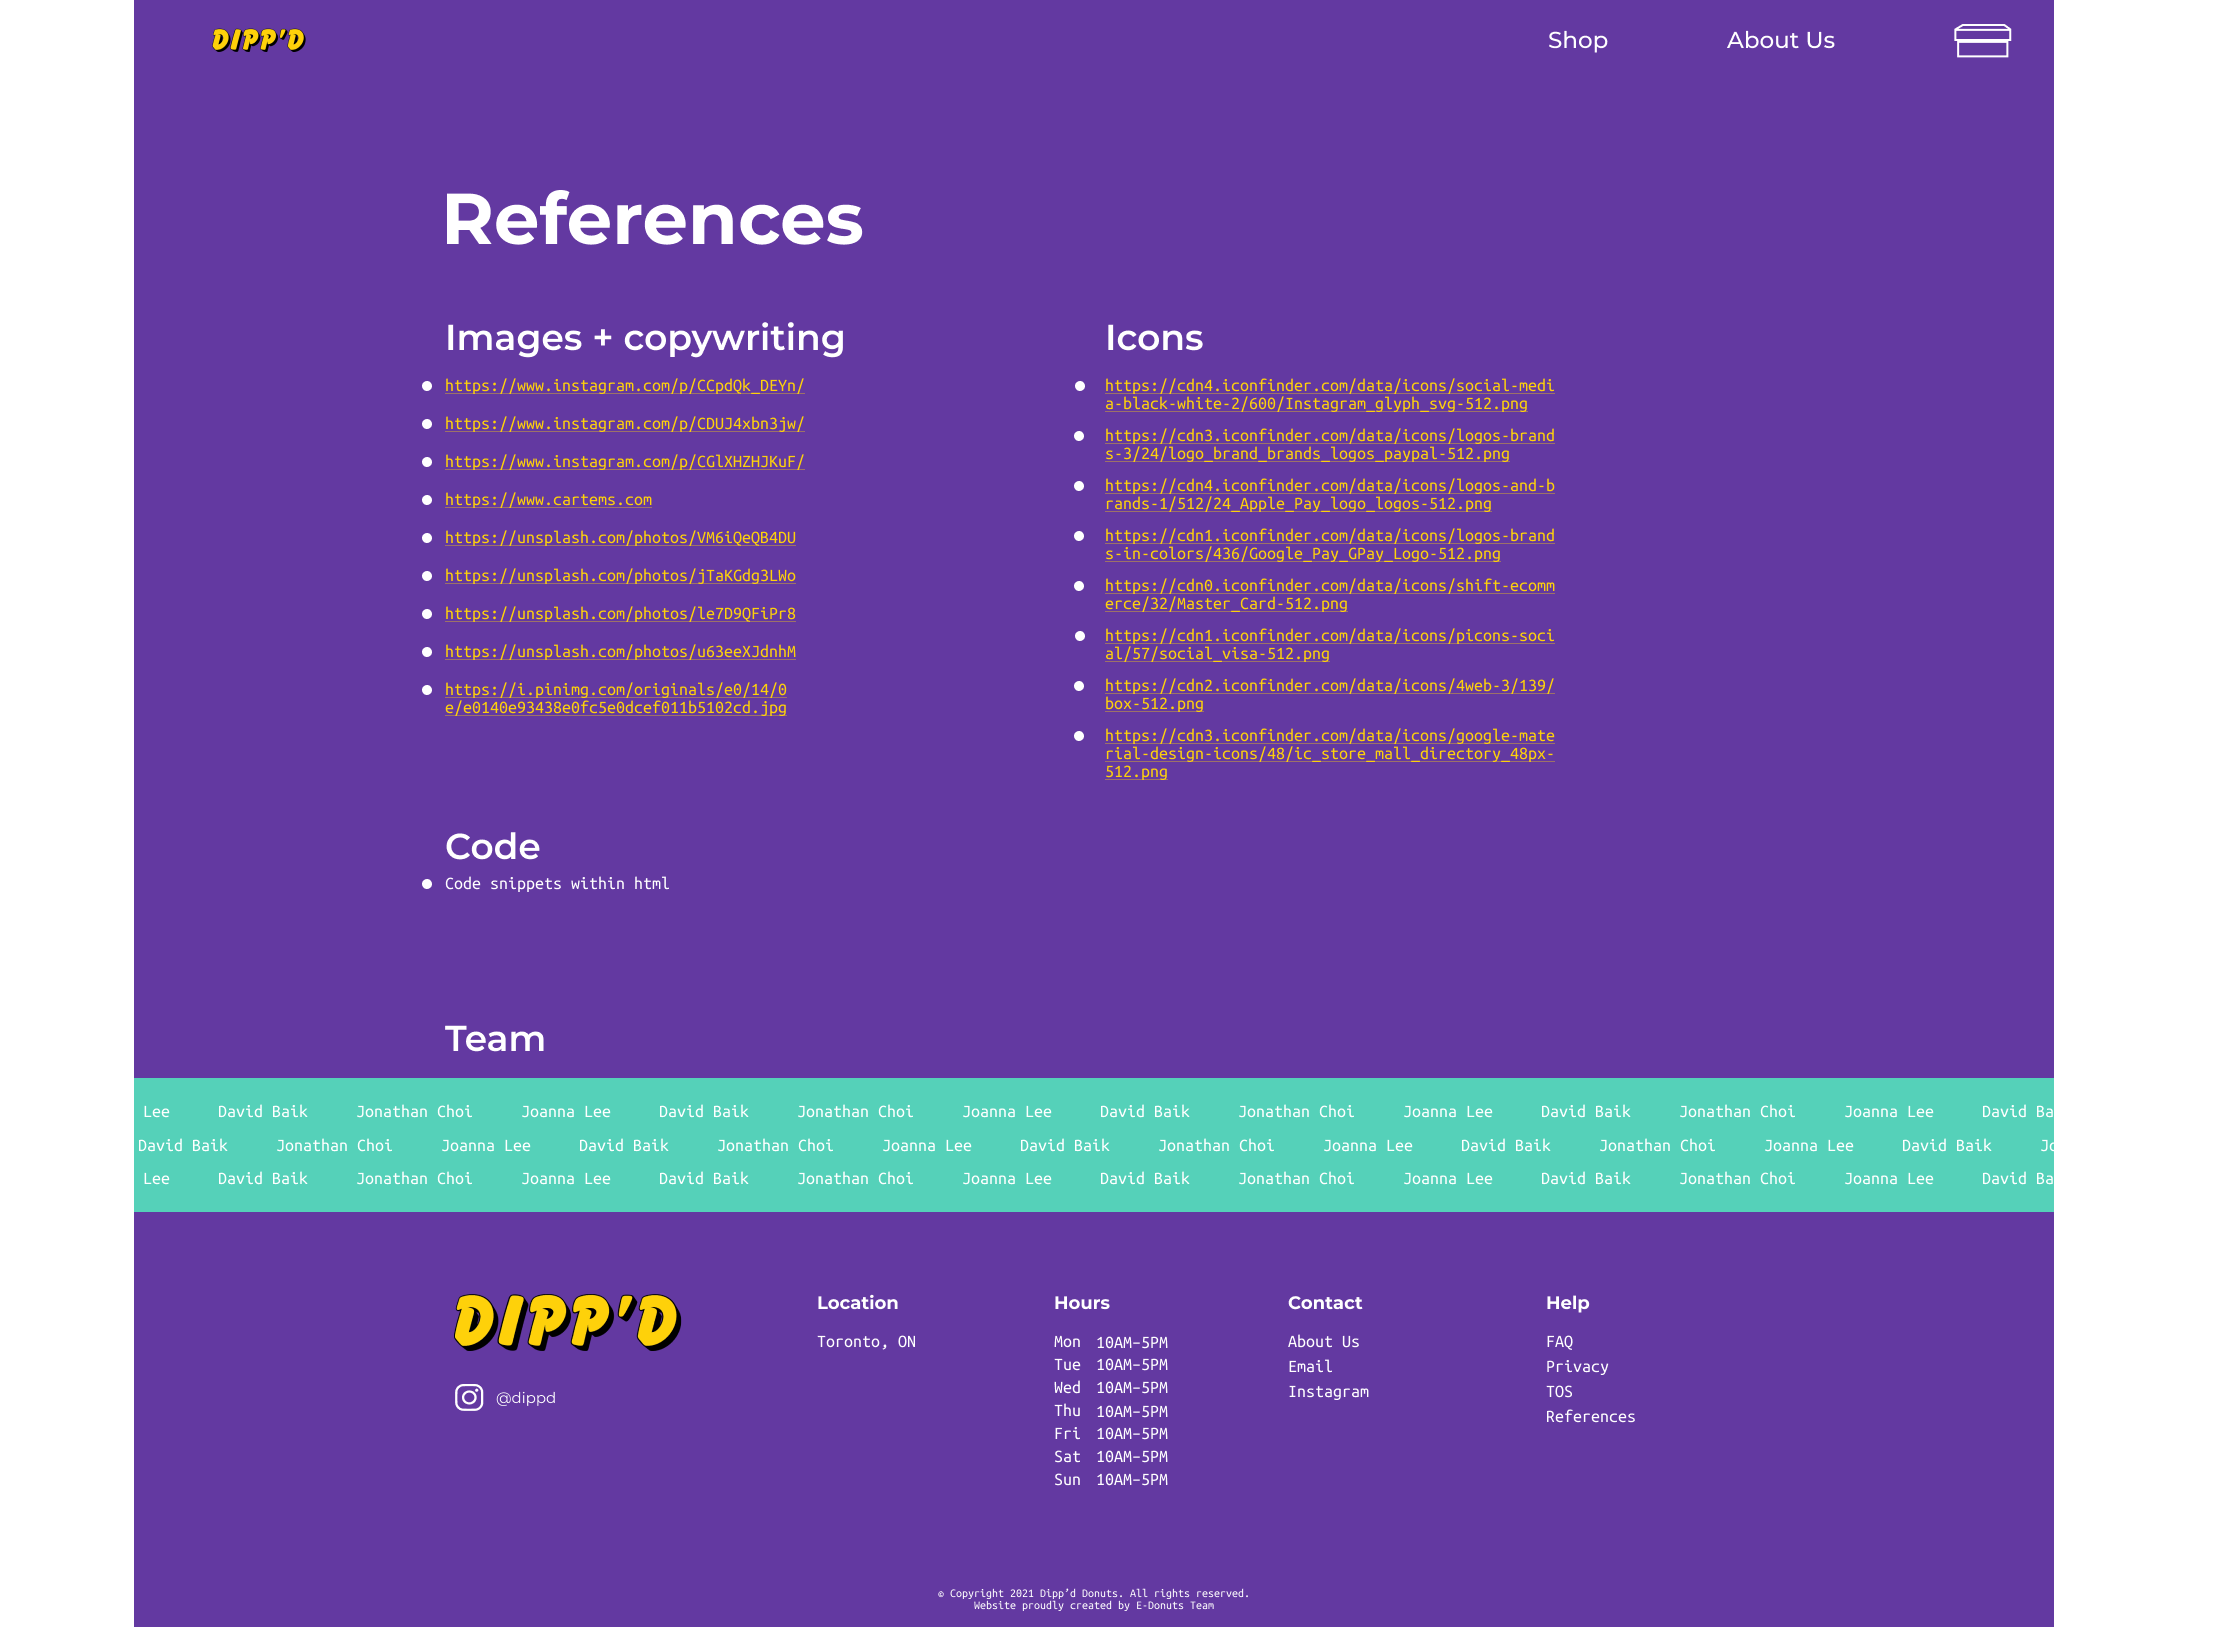 DIPP'D
Shop
About Us
References
Images + copywriting
https://www.instagram.com/p/CCpdQk_DEYn/
https://www.instagram.com/p/CDUJ4xbn3jw/
https://www.instagram.com/p/CGlXHZHJKuF/
https://www.cartems.com
https://unsplash.com/photos/VM6iQeQB4DU
https://unsplash.com/photos/jTaKGdg3LWo
https://unsplash.com/photos/le7D9QFiPr8
https://unsplash.com/photos/u63eeXJdnhM
https://i.pinimg.com/originals/e0/14/0
e/e0140e93438e0fc5e0dcef011b5102cd.jpg
Icons
https://cdn4.iconfinder.com/data/icons/social-medi
a-black-white-2/600/Instagram_glyph_svg-512.png
https://cdn3.iconfinder.com/data/icons/logos-brand
s-3/24/logo_brand_brands_logos_paypal-512.png
https://cdn4.iconfinder.com/data/icons/logos-and-b
rands-1/512/24_Apple_Pay_logo_logos-512.png
https://cdn1.iconfinder.com/data/icons/logos-brand
s-in-colors/436/Google_Pay_GPay_Logo-512.png
https://cdn0.iconfinder.com/data/icons/shift-ecomm
erce/32/Master_Card-512.png
https://cdn1.iconfinder.com/data/icons/picons-soci
al/57/social_visa-512.png
https://cdn2.iconfinder.com/data/icons/4web-3/139/
box-512.png
https://cdn3.iconfinder.com/data/icons/google-mate
rial-design-icons/48/ic_store_mall_directory_48px-
512.png
Code
Code snippets within html
Team
Lee David Baik Jonathan Choi Joanna Lee David Baik Jonathan Choi Joanna Lee David Baik Jonathan Choi Joanna Lee David Baik Jonathan Choi Joanna Lee David Ba
David Baik Jonathan Choi Joanna Lee David Baik Jonathan Choi Joanna Lee David Baik Jonathan Choi Joanna Lee David Baik Jonathan Choi Joanna Lee David Baik Jo
Lee David Baik Jonathan Choi Joanna Lee David Baik Jonathan Choi Joanna Lee David Baik Jonathan Choi Joanna Lee David Baik Jonathan Choi Joanna Lee David Ba
DIPP'D
@dippd
Location
Toronto, ON
Hours
Mon 10AM–5PM
Tue 10AM–5PM
Wed 10AM–5PM
Thu 10AM–5PM
Fri 10AM–5PM
Sat 10AM–5PM
Sun 10AM–5PM
Contact
About Us
Email
Instagram
Help
FAQ
Privacy
TOS
References
© Copyright 2021 Dipp’d Donuts. All rights reserved.
Website proudly created by E-Donuts Team